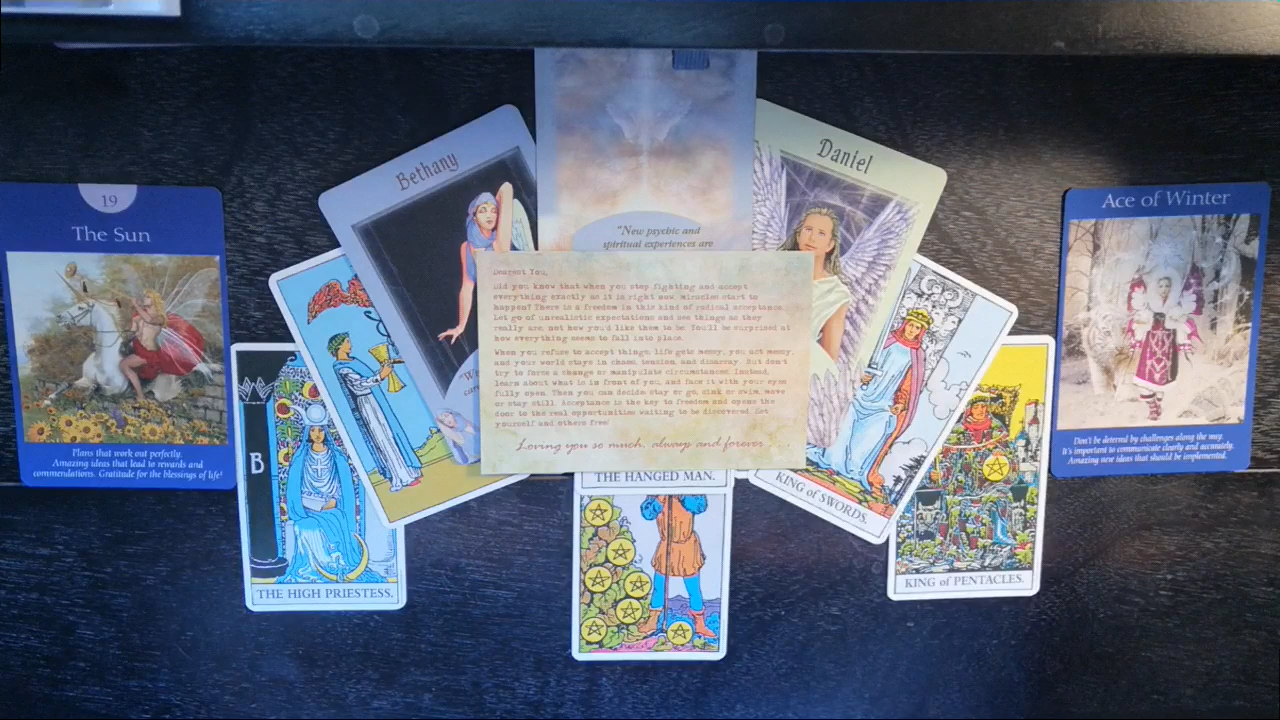 Bethany
Daniel
19
The Sun
Ace of Winter
"New psychic and
spiritual experiences are
Dearest You,
Did you know that when you stop fighting and accept
everything exactly as it is right now, miracles start to
happen? There is a freedom in this kind of radical acceptance.
Let go of unrealistic expectations and see things as they
really are, not how you'd like them to be. You'll be surprised at
how everything seems to fall into place.
When you refuse to accept things, life gets messy, you get messy,
and your world stays in chaos, tension, and disarray. But don't
try to force a change or manipulate circumstances. Instead,
learn about what is in front of you, and face it with your eyes
fully open. Then you can decide stay or go, sink or swim, move
or stay still. Acceptance is the key to freedom and opens the
door to the real opportunities waiting to be discovered. Set
yourself and others free!
Loving you so much, always and forever
Plans that work out perfectly.
Amazing ideas that lead to rewards and
commendations. Gratitude for the blessings of life!
Don't be deterred by challenges along the way.
It's important to communicate clearly and accurately.
Amazing new ideas that should be implemented.
B
THE HANGED MAN.
KING of SWORDS.
THE HIGH PRIESTESS.
KING of PENTACLES.